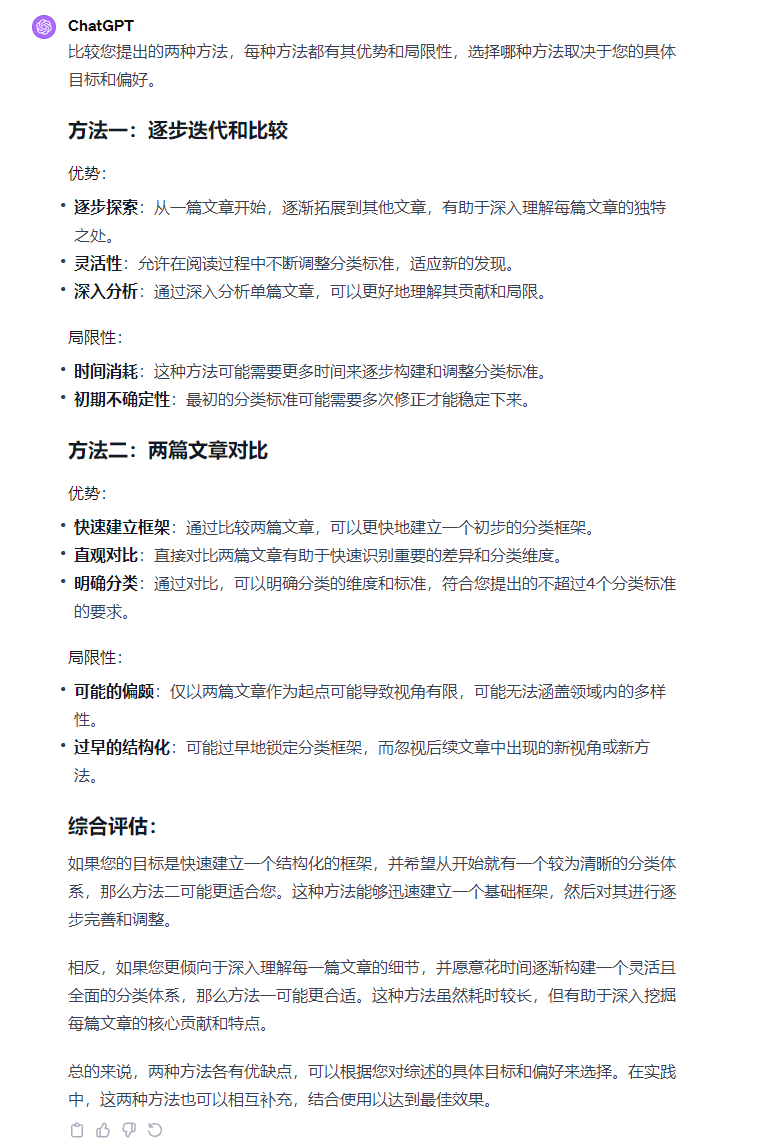 ChatGPT
比较您提出的两种方法，每种方法都有其优势和局限性，选择哪种方法取决于您的具体
目标和偏好。
方法一：逐步迭代和比较
优势：
• 逐步探索：从一篇文章开始，逐渐拓展到其他文章，有助于深入理解每篇文章的独特
之处。
• 灵活性：允许在阅读过程中不断调整分类标准，适应新的发现。
• 深入分析：通过深入分析单篇文章，可以更好地理解其贡献和局限。
局限性：
• 时间消耗：这种方法可能需要更多时间来逐步构建和调整分类标准。
• 初期不确定性：最初的分类标准可能需要多次修正才能稳定下来。
方法二：两篇文章对比
优势：
• 快速建立框架：通过比较两篇文章，可以更快地建立一个初步的分类框架。
• 直观对比：直接对比两篇文章有助于快速识别重要的差异和分类维度。
• 明确分类：通过对比，可以明确分类的维度和标准，符合您提出的不超过4个分类标准
的要求。
局限性：
• 可能的偏颇：仅以两篇文章作为起点可能导致视角有限，可能无法涵盖领域内的多样
性。
• 过早的结构化：可能过早地锁定分类框架，而忽视后续文章中出现的新视角或新方
法。
综合评估：
如果您的目标是快速建立一个结构化的框架，并希望从开始就有一个较为清晰的分类体
系，那么方法二可能更适合您。这种方法能够迅速建立一个基础框架，然后对其进行逐
步完善和调整。
相反，如果您更倾向于深入理解每一篇文章的细节，并愿意花时间逐渐构建一个灵活且
全面的分类体系，那么方法一可能更合适。这种方法虽然耗时较长，但有助于深入挖掘
每篇文章的核心贡献和特点。
总的来说，两种方法各有优缺点，可以根据您对综述的具体目标和偏好来选择。在实践
中，这两种方法也可以相互补充，结合使用以达到最佳效果。